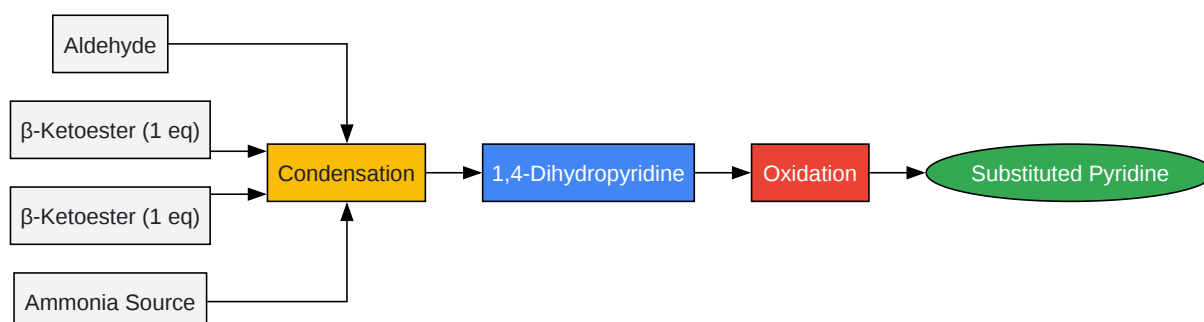 Aldehyde
β-Ketoester (1 eq)
β-Ketoester (1 eq)
Ammonia Source
Condensation
1,4-Dihydropyridine
Oxidation
Substituted Pyridine